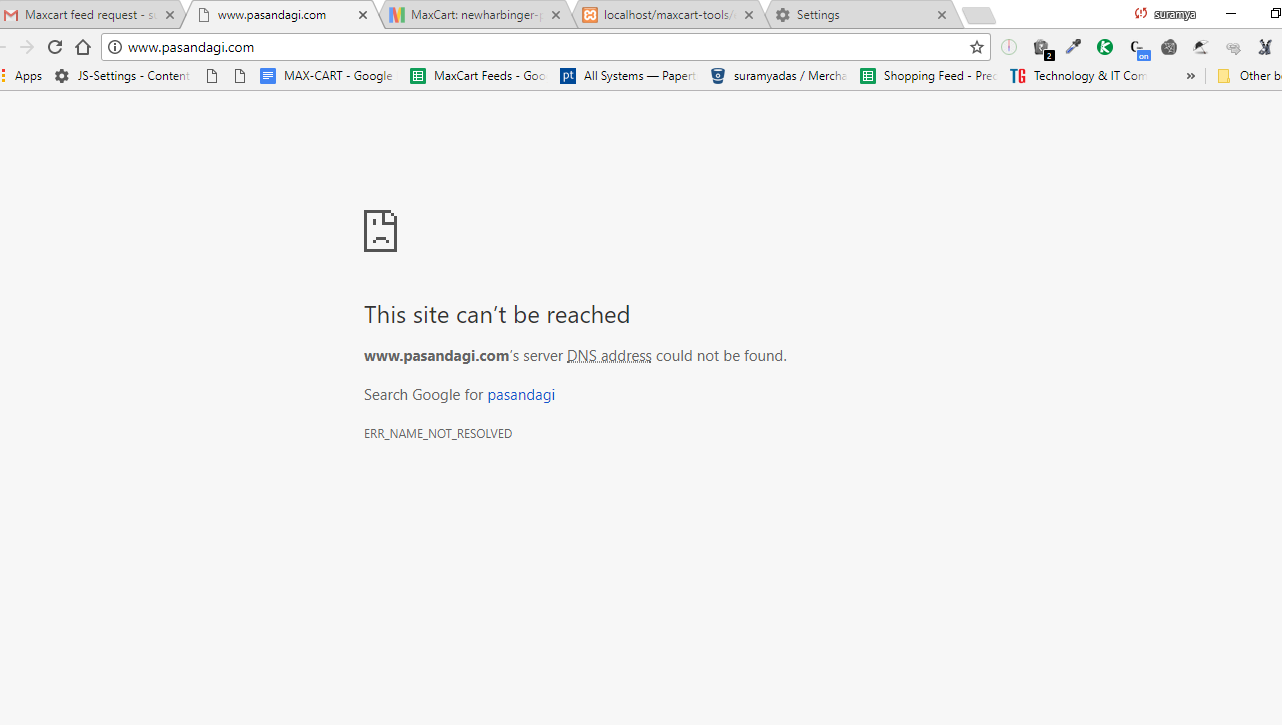 Maxcart feed request - su
www.pasandagi.com
MaxCart: newharbinger-p
localhost/maxcart-tools/
Settings
suramya
www.pasandagi.com
2
on
Apps
JS-Settings - Content
MAX-CART - Google
MaxCart Feeds - Goo
pt
All Systems — Papert
suramyadas / Mercha
Shopping Feed - Prec
TG
Technology & IT Com
»
Other b
This site can’t be reached
www.pasandagi.com’s server DNS address could not be found.
Search Google for pasandagi
ERR_NAME_NOT_RESOLVED